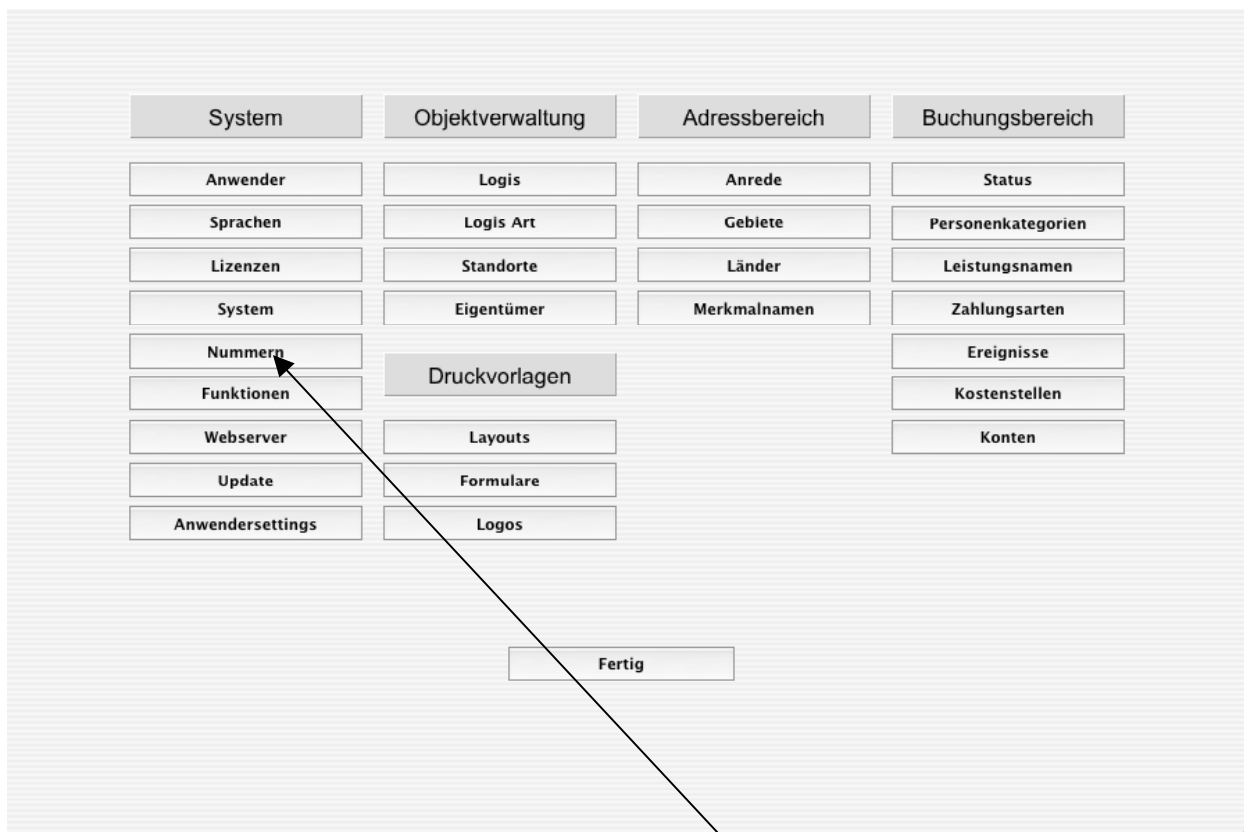 System
Anwender
Sprachen
Lizenzen
System
Nummern
Funktionen
Webserver
Update
Anwendersettings
Objektverwaltung
Logis
Logis Art
Standorte
Eigentümer
Druckvorlagen
Layouts
Formulare
Logos
Adressbereich
Anrede
Gebiete
Länder
Merkmalnamen
Buchungsbereich
Status
Personenkategorien
Leistungsnamen
Zahlungsarten
Ereignisse
Kostenstellen
Konten
Fertig